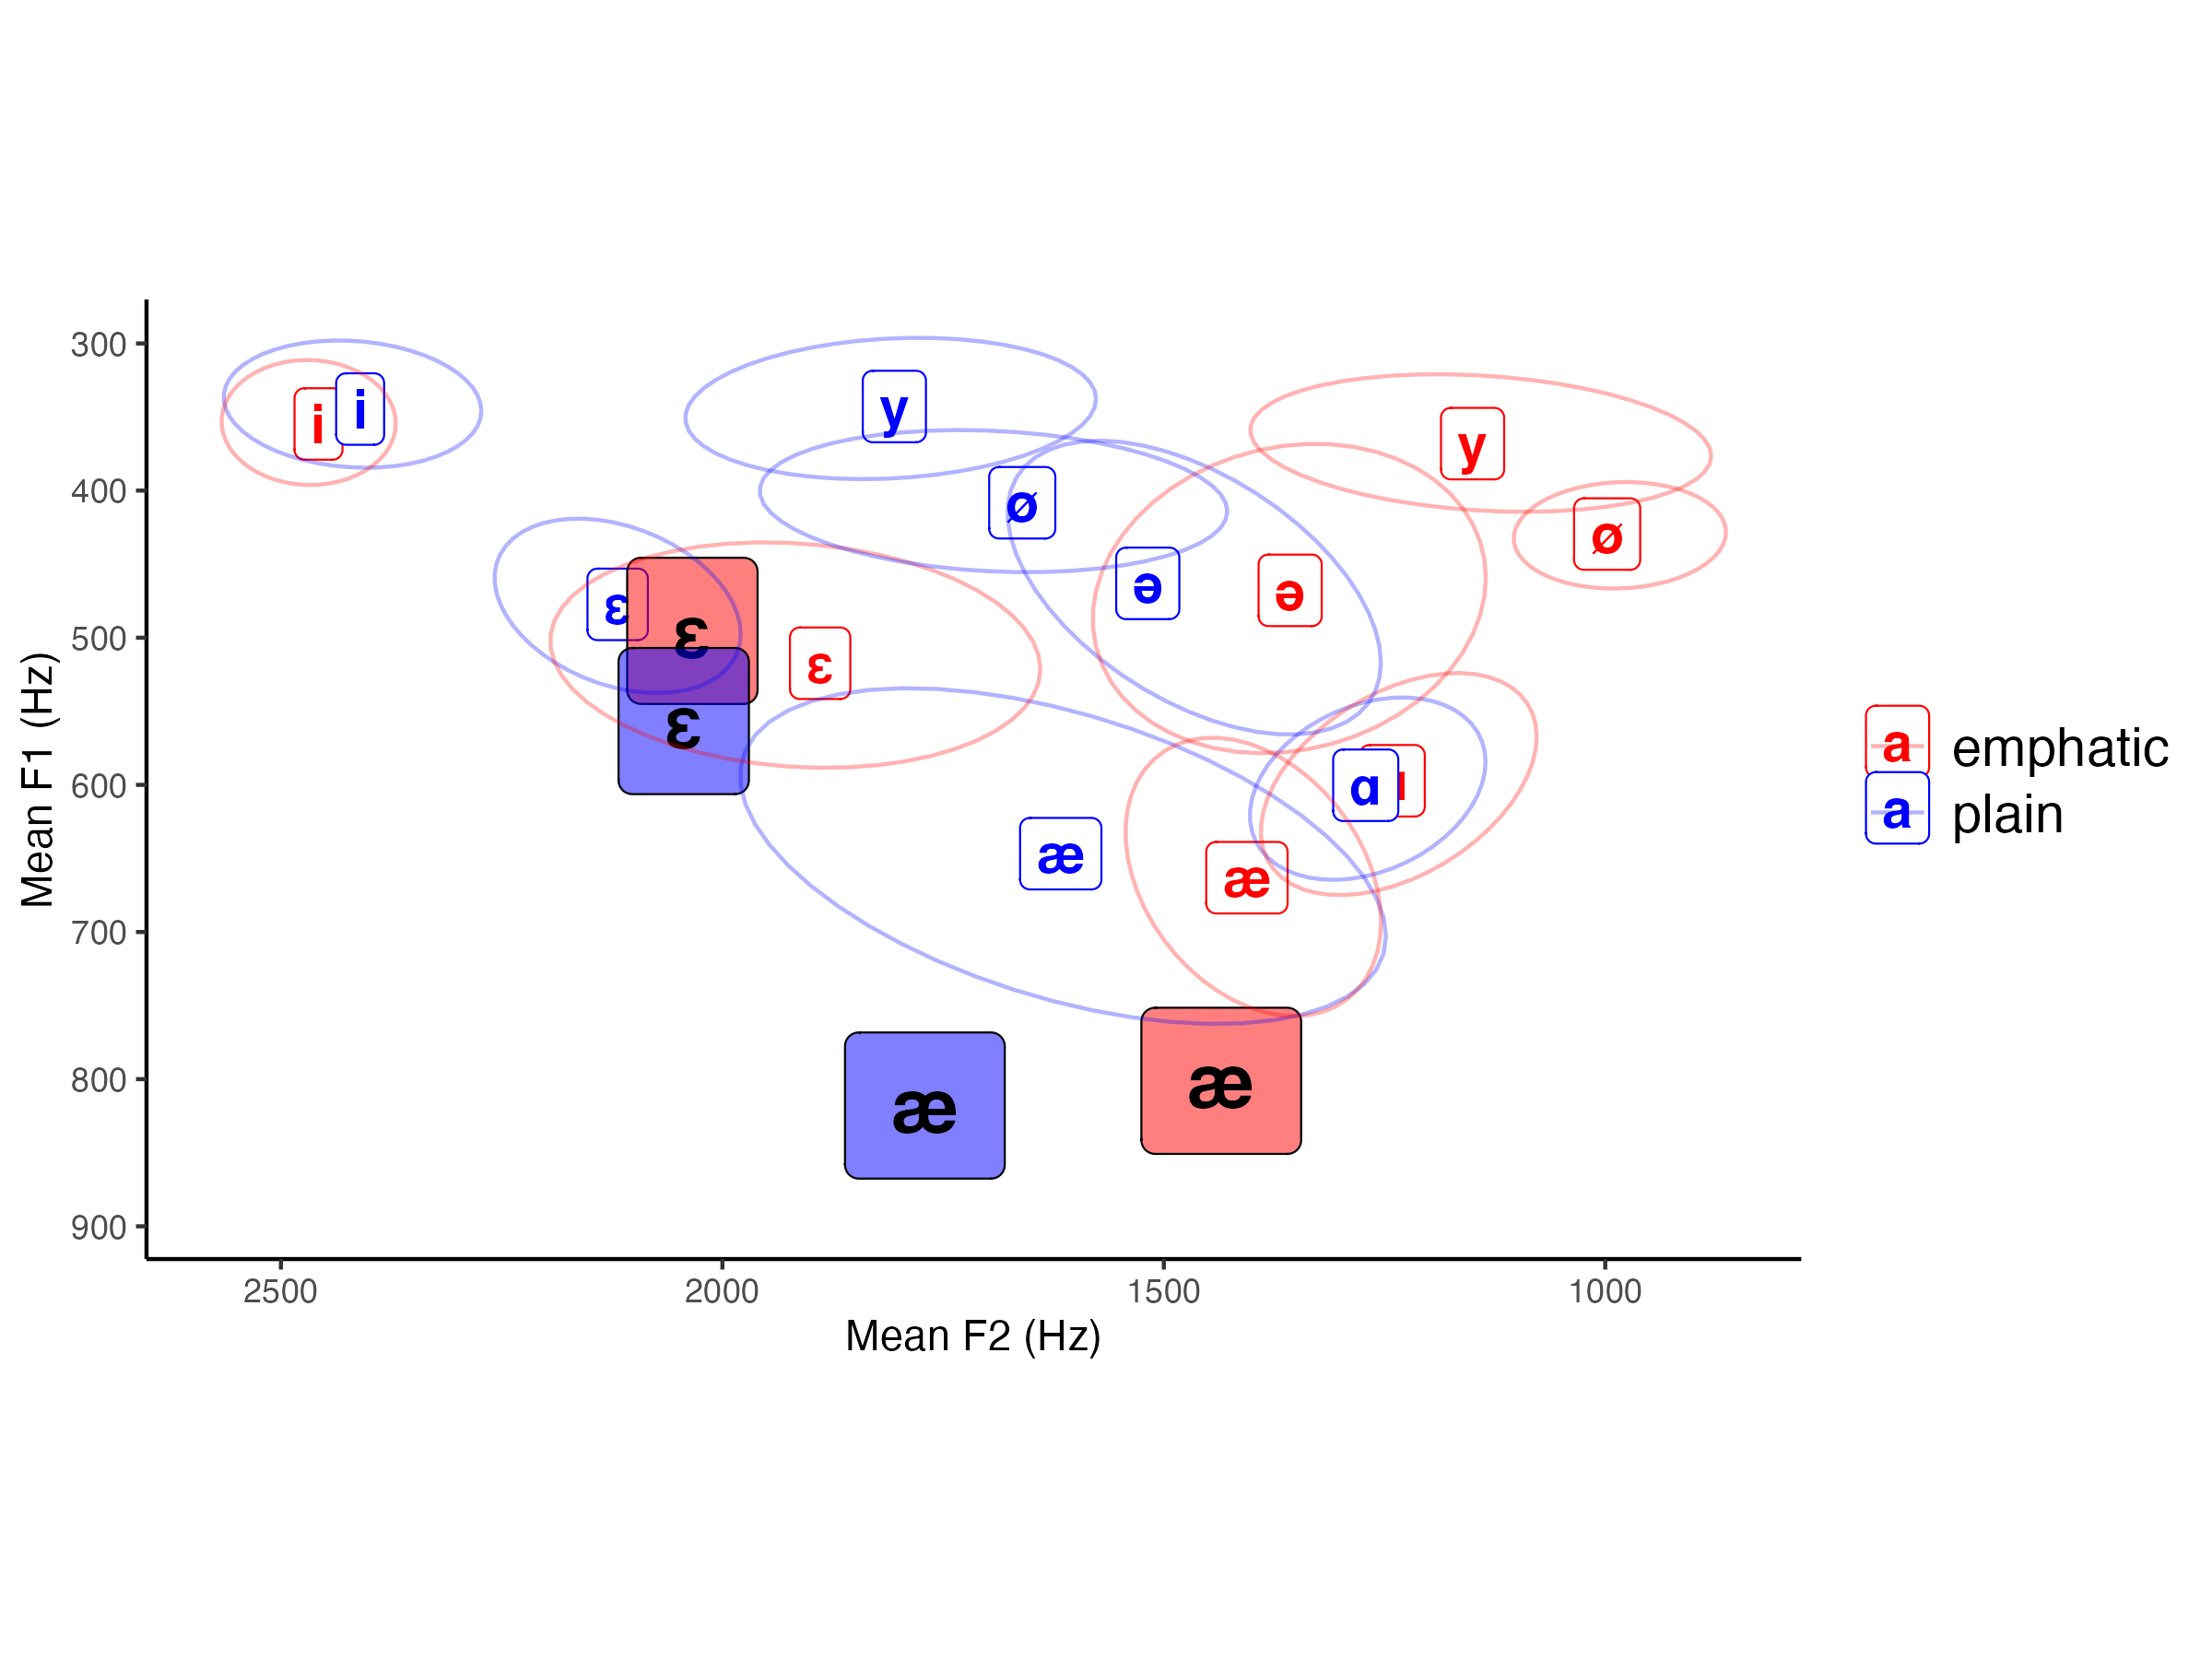 300
400
500
600
700
800
900
2500
2000
1500
1000
Mean F1 (Hz)
Mean F2 (Hz)
i
i
y
y
ø
ø
ə
ə
ɛ
ɛ
ɛ
ɛ
ɑ
æ
æ
æ
æ
a emphatic
a plain